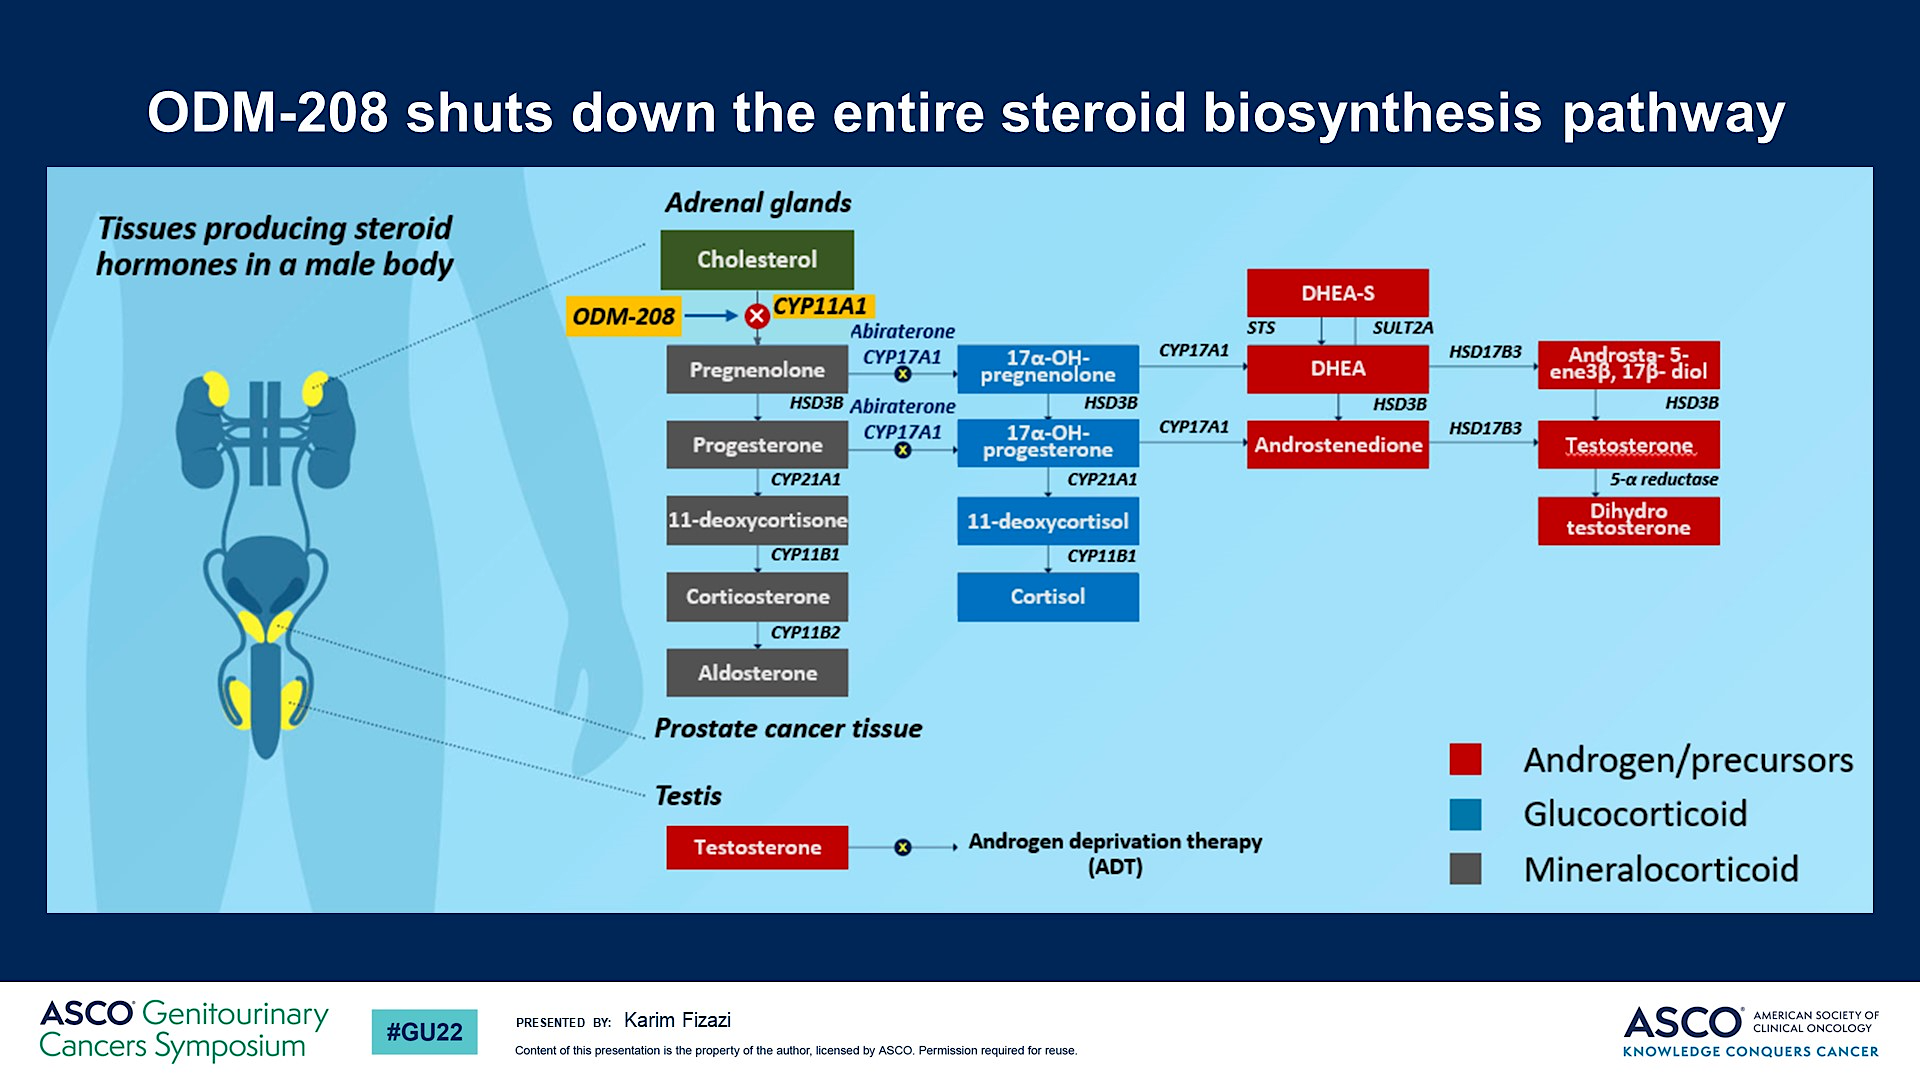 ODM-208 shuts down the entire steroid biosynthesis pathway
Tissues producing steroid
hormones in a male body
Adrenal glands
Cholesterol
ODM-208
CYP11A1
Abiraterone
CYP17A1
Pregnenolone
17α-OH-
pregnenolone
CYP17A1
DHEA-S
STS
SULT2A
DHEA
HSD17B3
Androsta- 5-
ene3β, 17β- diol
HSD3B
Abiraterone
CYP17A1
HSD3B
HSD3B
HSD3B
Progesterone
17α-OH-
progesterone
CYP17A1
Androstenedione
HSD17B3
Testosterone
CYP21A1
CYP21A1
5-α reductase
11-deoxycortisone
11-deoxycortisol
Dihydro
testosterone
CYP11B1
CYP11B1
Corticosterone
Cortisol
CYP11B2
Aldosterone
Prostate cancer tissue
Testis
Testosterone
Androgen deprivation therapy
(ADT)
Androgen/precursors
Glucocorticoid
Mineralocorticoid
ASCO Genitourinary
Cancers Symposium
#GU22
PRESENTED BY: Karim Fizazi
Content of this presentation is the property of the author, licensed by ASCO. Permission required for reuse.
ASCO AMERICAN SOCIETY OF
CLINICAL ONCOLOGY
KNOWLEDGE CONQUERS CANCER